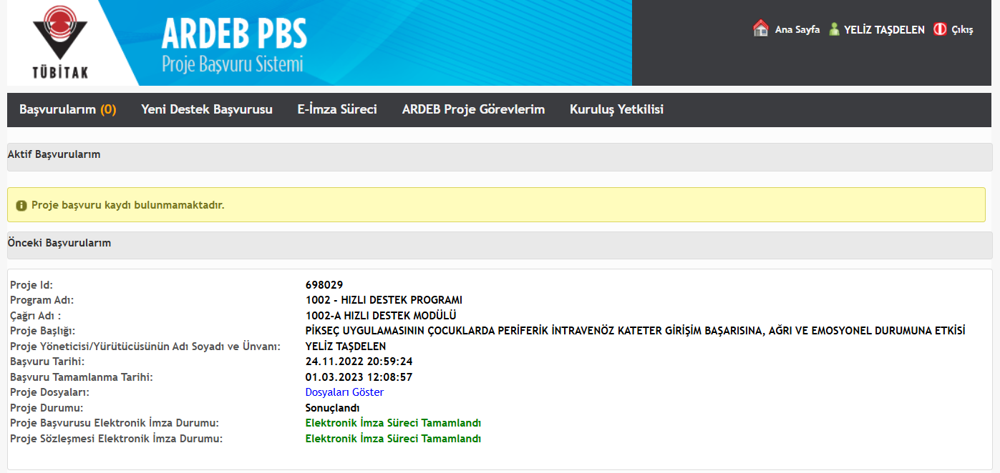 TÜBİTAK
ARDEB PBS
Proje Başvuru Sistemi
Ana Sayfa YELİZ TAŞDELEN Çıkış
Başvurularım (0) Yeni Destek Başvurusu E-İmza Süreci ARDEB Proje Görevlerim Kuruluş Yetkilisi
Aktif Başvurularım
Proje başvuru kaydı bulunmamaktadır.
Önceki Başvurularım
Proje Id: 698029
Program Adı: 1002 - HIZLI DESTEK PROGRAMI
Çağrı Adı : 1002-A HIZLI DESTEK MODÜLÜ
Proje Başlığı: PİKSEÇ UYGULAMASININ ÇOCUKLARDA PERİFERİK İNTRAVENÖZ KATETER GİRİŞİM BAŞARISINA, AĞRI VE EMOSYONEL DURUMUNA ETKİSİ
Proje Yöneticisi/Yürütücüsünün Adı Soyadı ve Ünvanı: YELİZ TAŞDELEN
Başvuru Tarihi: 24.11.2022 20:59:24
Başvuru Tamamlanma Tarihi: 01.03.2023 12:08:57
Proje Dosyaları: Dosyaları Göster
Proje Durumu: Sonuçlandı
Proje Başvurusu Elektronik İmza Durumu: Elektronik İmza Süreci Tamamlandı
Proje Sözleşmesi Elektronik İmza Durumu: Elektronik İmza Süreci Tamamlandı